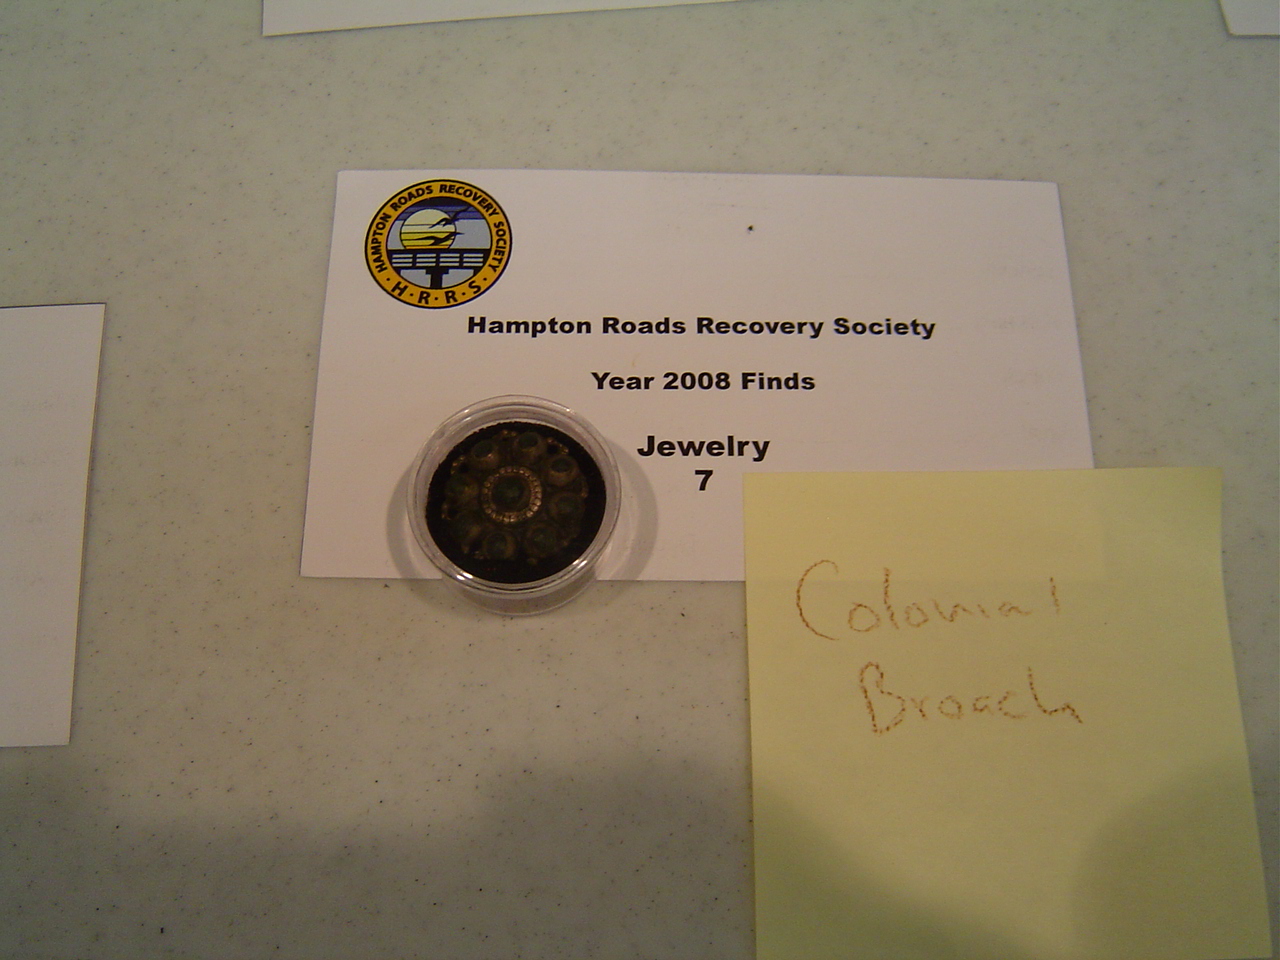 HAMPTON ROADS RECOVERY SOCIETY
· H · R · R · S ·
Hampton Roads Recovery Society
Year 2008 Finds
Jewelry
7
Colonial
Broach